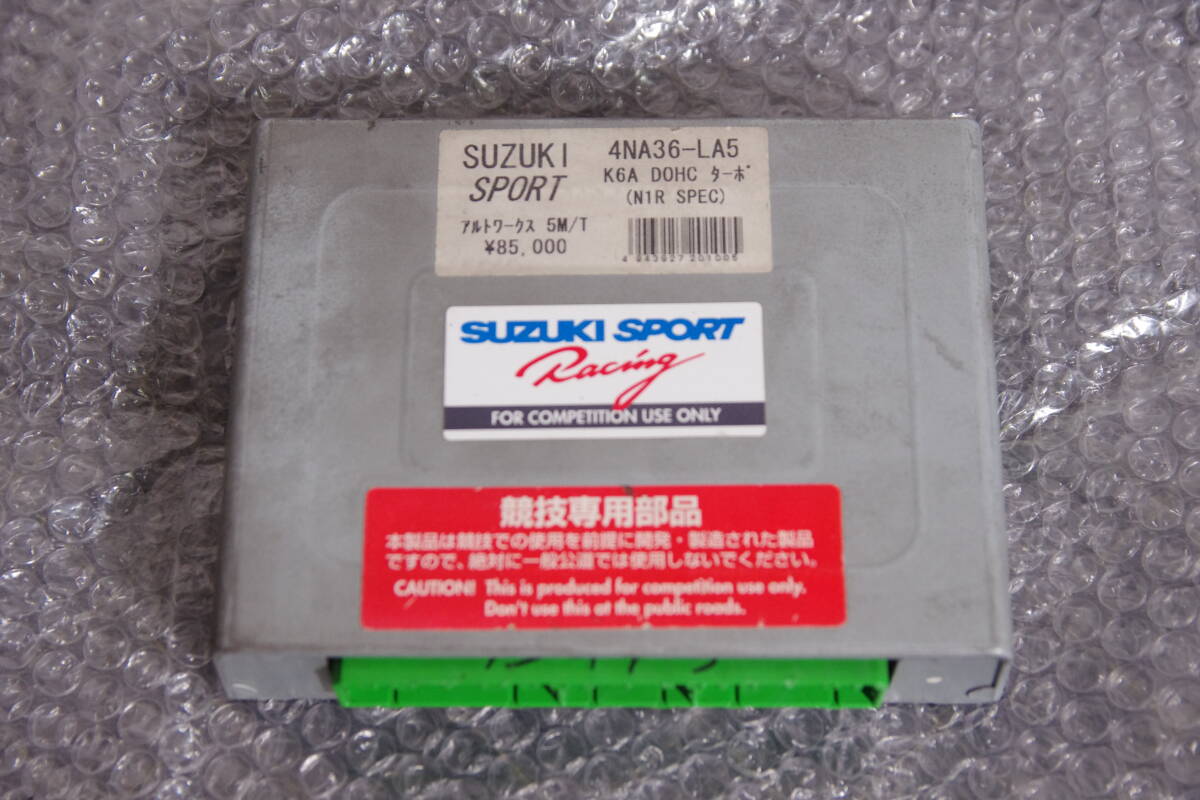 SUZUKI
SPORT
アルトワークス 5M/T
¥85,000
4NA36-LA5
K6A DOHC ターボ
(N1R SPEC)
SUZUKI SPORT
Racing
FOR COMPETITION USE ONLY
競技専用部品
本製品は競技での使用を前提に開発・製造された製品
ですので、絶対に一般公道では使用しないでください。
CAUTION! This is produced for competition use only.
Don't use this at the public roads.